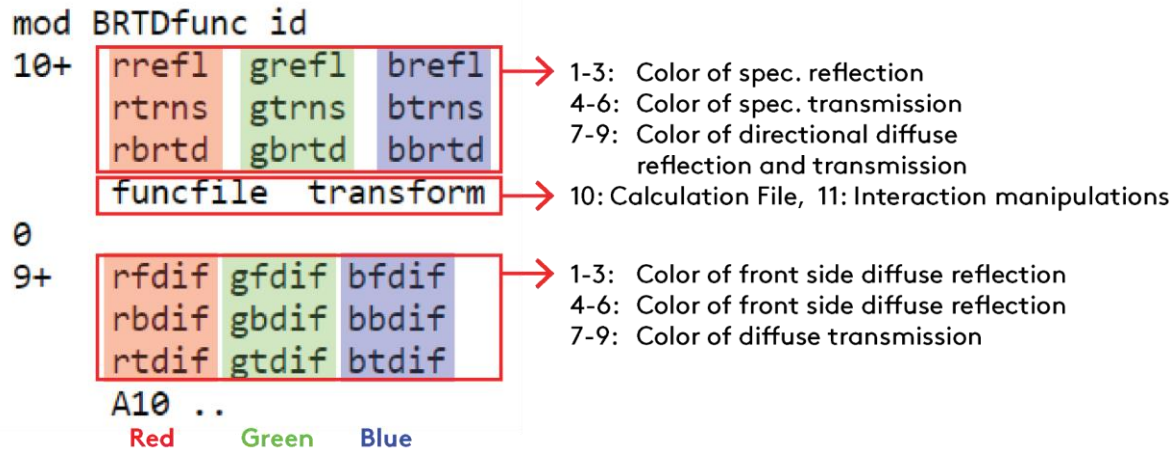 mod BRTDfunc id
10+ rrefl grefl brefl
rtrns gtrns btrns
rbrtd gbrtd bbrtd
funcfile transform
0
9+ rfdif gfdif bfdif
rbdif gbdif bbdif
rtdif gtdif btdif
A10 ..
Red Green Blue
1-3: Color of spec. reflection
4-6: Color of spec. transmission
7-9: Color of directional diffuse
reflection and transmission
10: Calculation File, 11: Interaction manipulations
1-3: Color of front side diffuse reflection
4-6: Color of front side diffuse reflection
7-9: Color of diffuse transmission